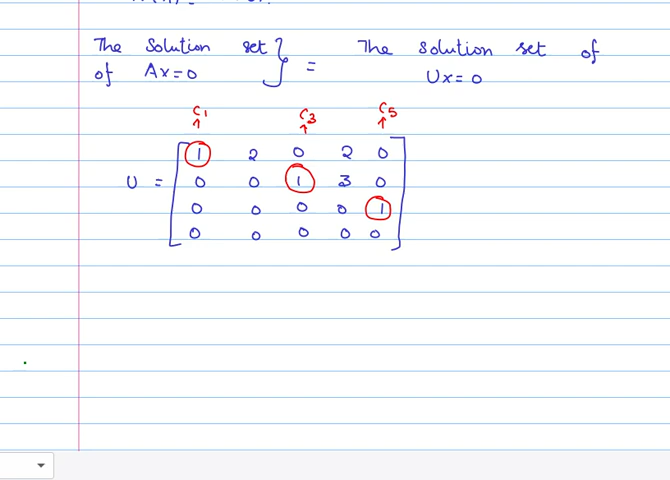 The Solution set } = The Solution set of
of Ax=0 Ux=0
C1 C3 C5
↑ ↑ ↑
1 2 0 2 0
U = 0 0 1 3 0
0 0 0 0 1
0 0 0 0 0